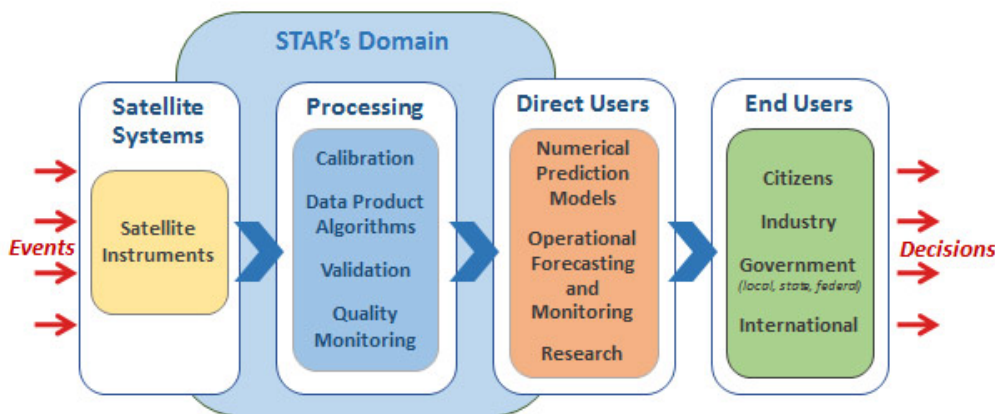 STAR's Domain
Satellite
Systems
Processing
Direct Users
End Users
Events
Satellite
Instruments
Calibration
Data Product
Algorithms
Validation
Quality
Monitoring
Numerical
Prediction
Models
Operational
Forecasting
and
Monitoring
Research
Citizens
Industry
Government
(local, state, federal)
International
Decisions